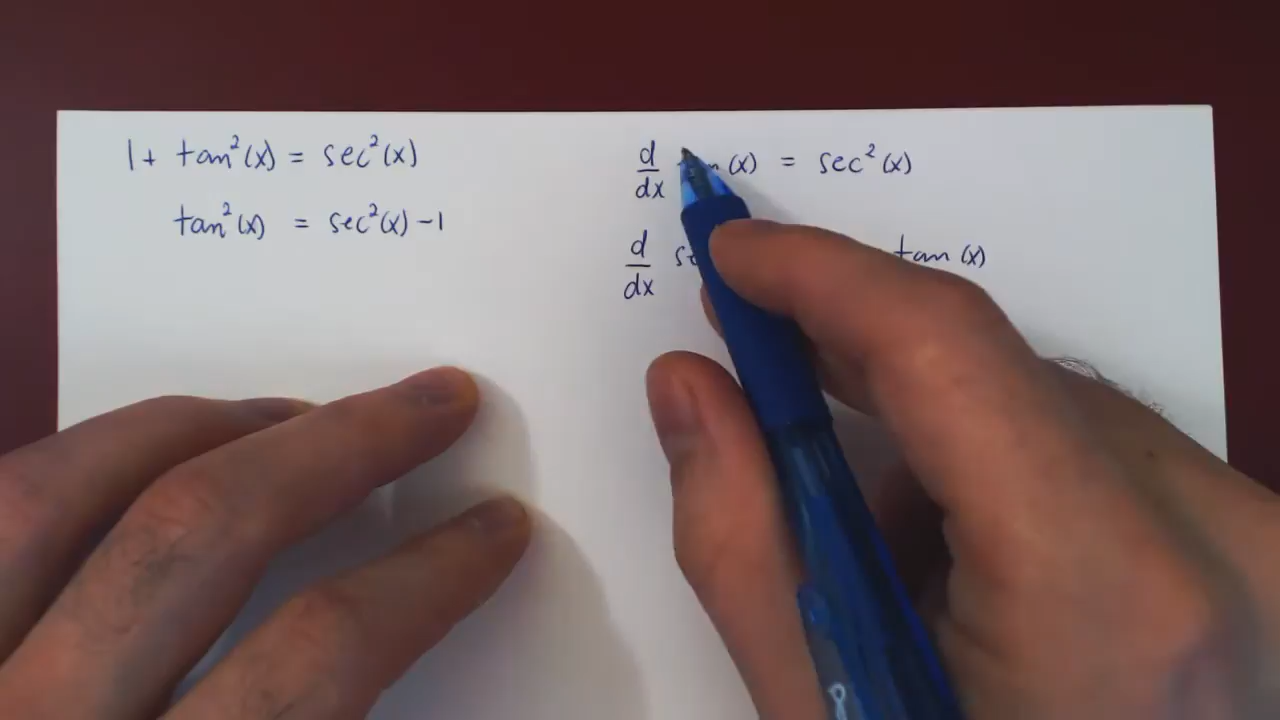 1 + tan²(x) = sec²(x)
tan²(x) = sec²(x) - 1
d/dx (x) = sec²(x)
d/dx tan (x)